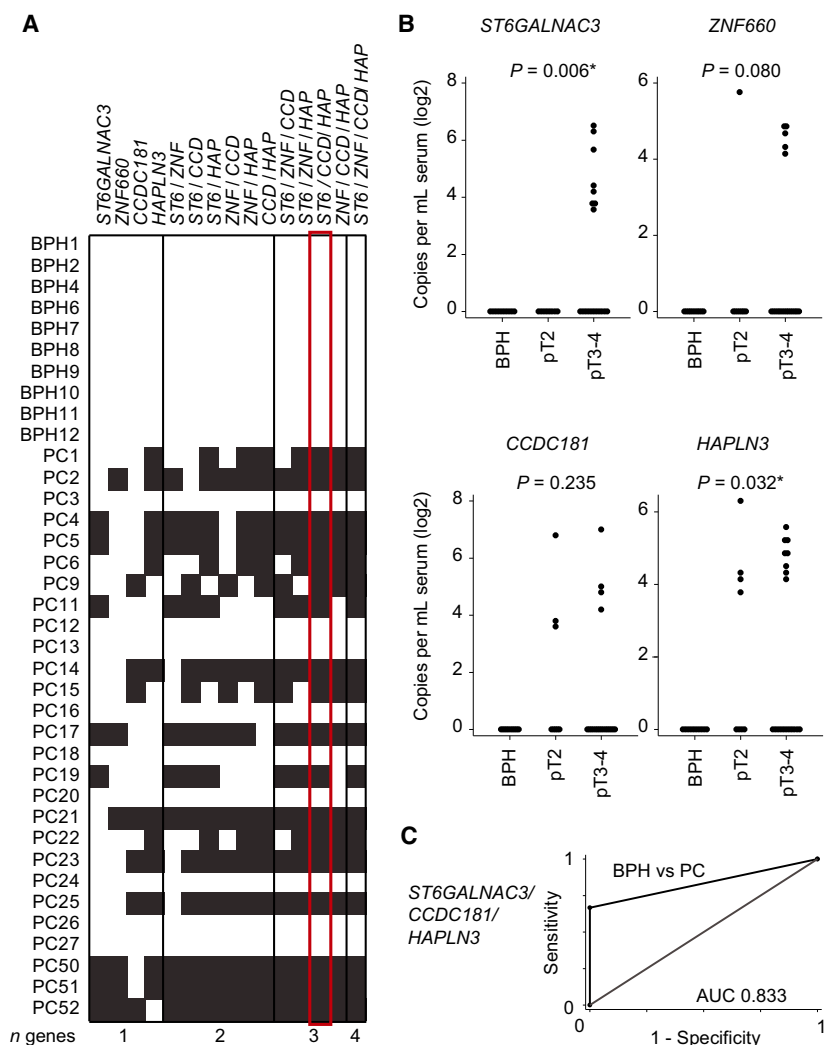 A
ST6GALNAC3
ZNF660
CCDC181
HAPLN3
ST6 / ZNF
ST6 / CCD
ST6 / HAP
ZNF / CCD
ZNF / HAP
CCD / HAP
ST6 / ZNF / CCD
ST6 / ZNF / HAP
ST6 / CCD / HAP
ZNF / CCD / HAP
ST6 / ZNF / CCD / HAP
BPH1
BPH2
BPH4
BPH6
BPH7
BPH8
BPH9
BPH10
BPH11
BPH12
PC1
PC2
PC3
PC4
PC5
PC6
PC9
PC11
PC12
PC13
PC14
PC15
PC16
PC17
PC18
PC19
PC20
PC21
PC22
PC23
PC24
PC25
PC26
PC27
PC50
PC51
PC52
n genes 1 2 3 4
B
ST6GALNAC3
P = 0.006*
Copies per mL serum (log2)
8
6
4
2
0
BPH
pT2
pT3-4
ZNF660
P = 0.080
6
4
2
0
BPH
pT2
pT3-4
CCDC181
P = 0.235
Copies per mL serum (log2)
8
6
4
2
0
BPH
pT2
pT3-4
HAPLN3
P = 0.032*
6
4
2
0
BPH
pT2
pT3-4
C
ST6GALNAC3/
CCDC181/
HAPLN3
Sensitivity
1
0
BPH vs PC
AUC 0.833
0 1
1 - Specificity